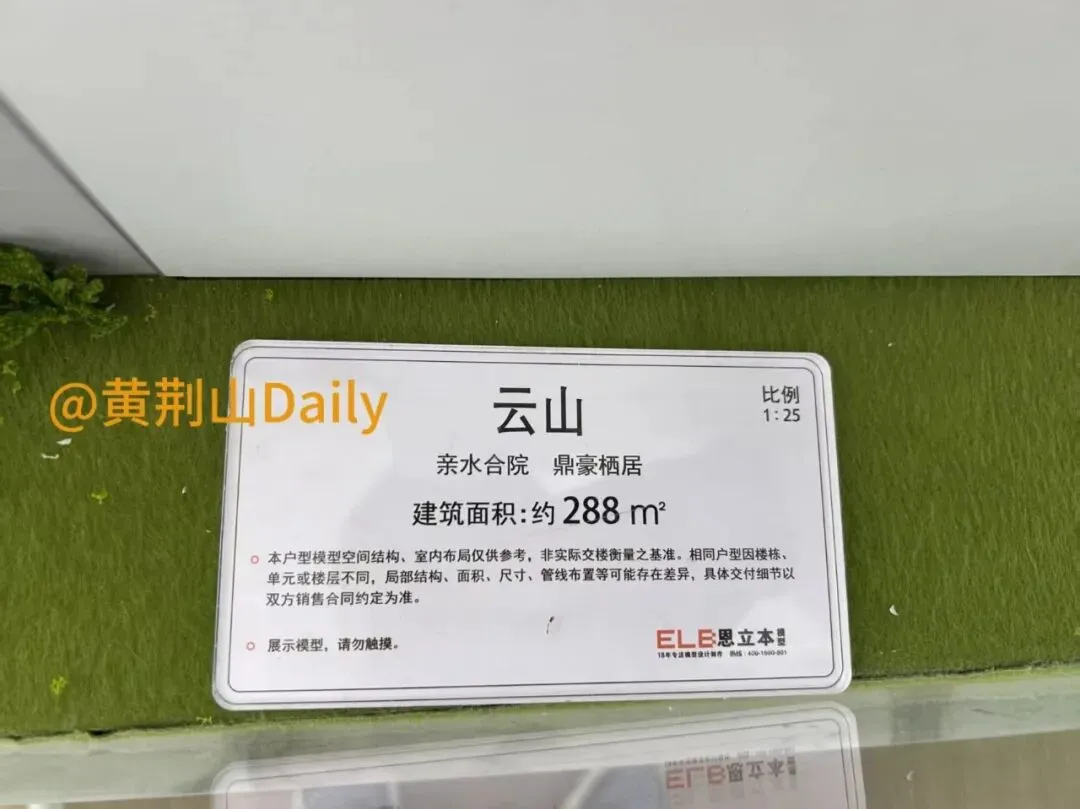 @黄荆山Daily
云山
比例
1:25
亲水合院 鼎豪栖居
建筑面积:约 288 m²
本户型模型空间结构、室内布局仅供参考，非实际交楼衡量之基准。相同户型因楼栋、
单元或楼层不同，局部结构、面积、尺寸、管线布置等可能存在差异，具体交付细节以
双方销售合同约定为准。
展示模型，请勿触摸。
ELB恩立本模型